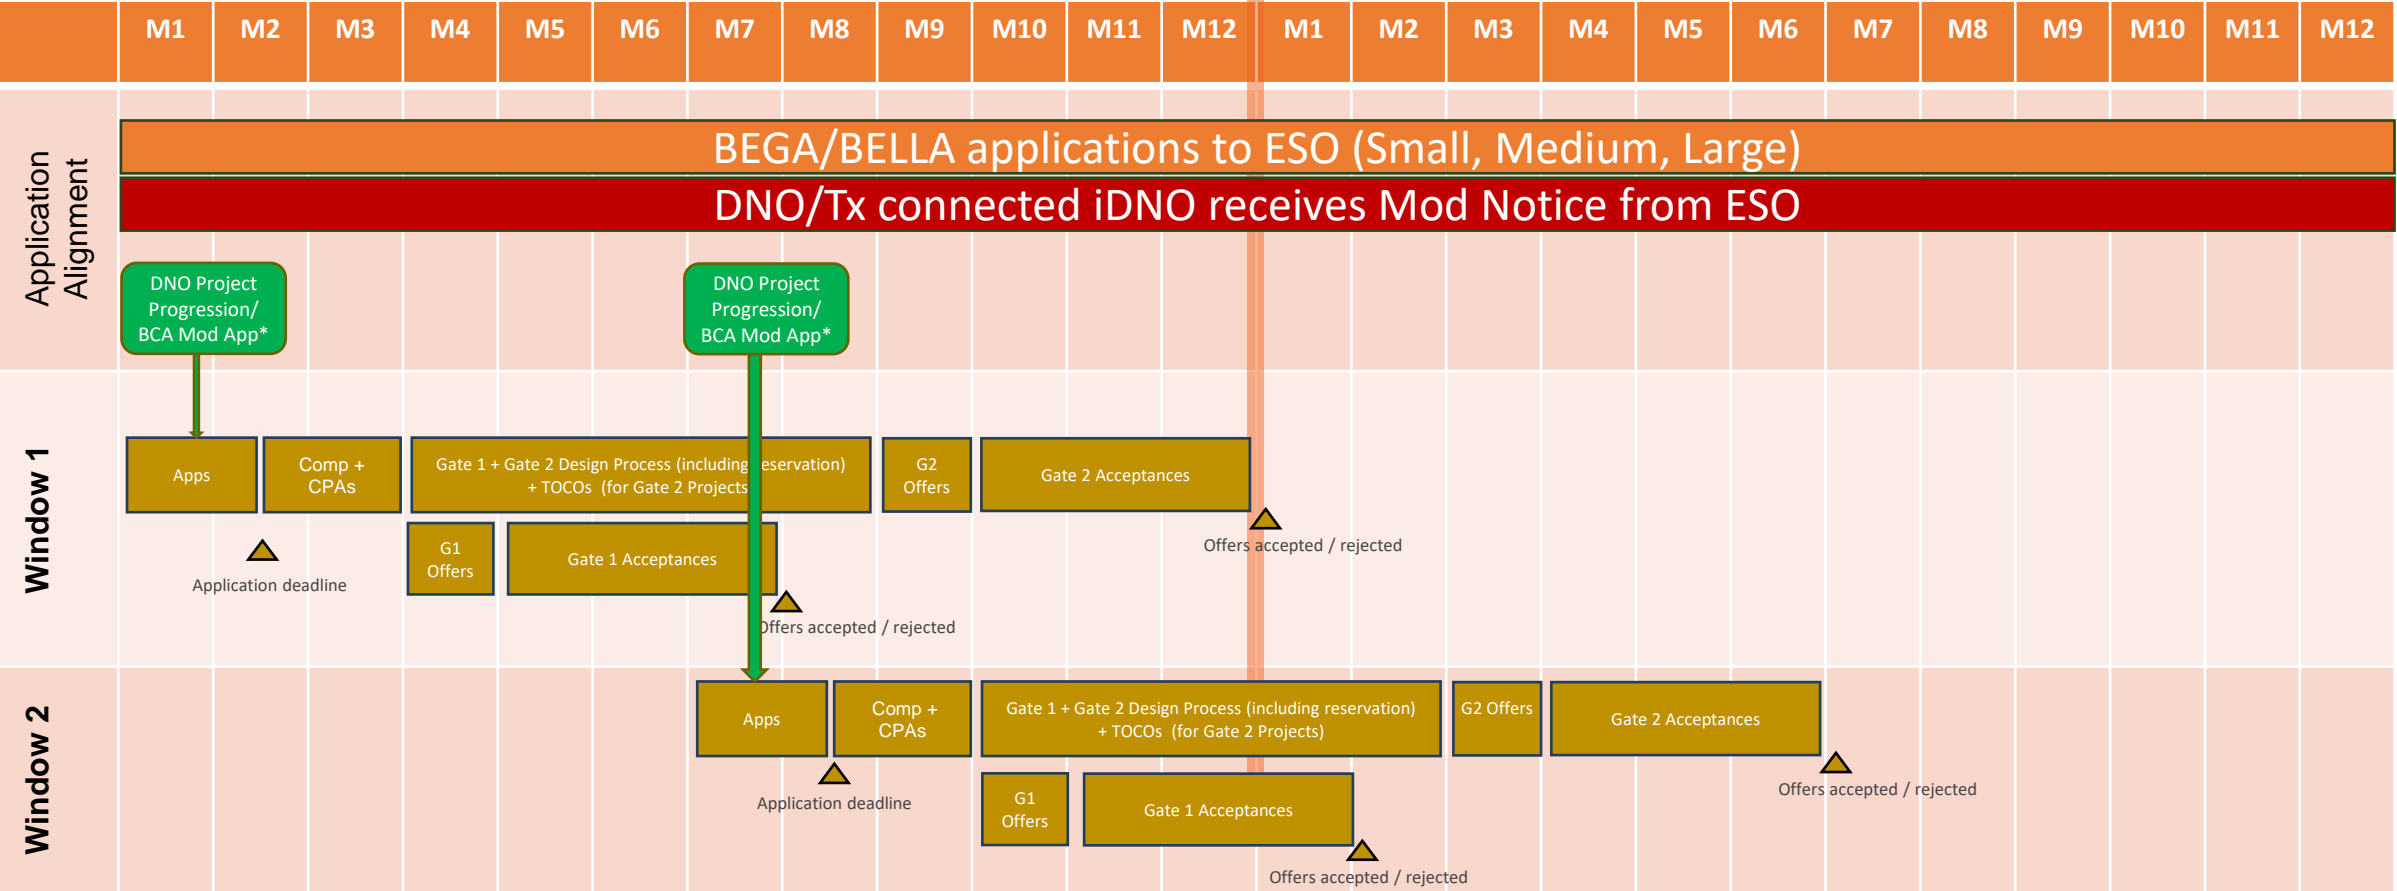 M1 M2 M3 M4 M5 M6 M7 M8 M9 M10 M11 M12 M1 M2 M3 M4 M5 M6 M7 M8 M9 M10 M11 M12
Application
Alignment
BEGA/BELLA applications to ESO (Small, Medium, Large)
DNO/Tx connected iDNO receives Mod Notice from ESO
DNO Project
Progression/
BCA Mod App*
DNO Project
Progression/
BCA Mod App*
Window 1
Apps
Comp +
CPAs
Gate 1 + Gate 2 Design Process (including eservation)
+ TOCOs (for Gate 2 Projects
G2
Offers
Gate 2 Acceptances
Application deadline
G1
Offers
Gate 1 Acceptances
Offers accepted / rejected
Offers accepted / rejected
Window 2
Apps
Comp +
CPAs
Gate 1 + Gate 2 Design Process (including reservation)
+ TOCOs (for Gate 2 Projects)
G2 Offers
Gate 2 Acceptances
Application deadline
G1
Offers
Gate 1 Acceptances
Offers accepted / rejected
Offers accepted / rejected